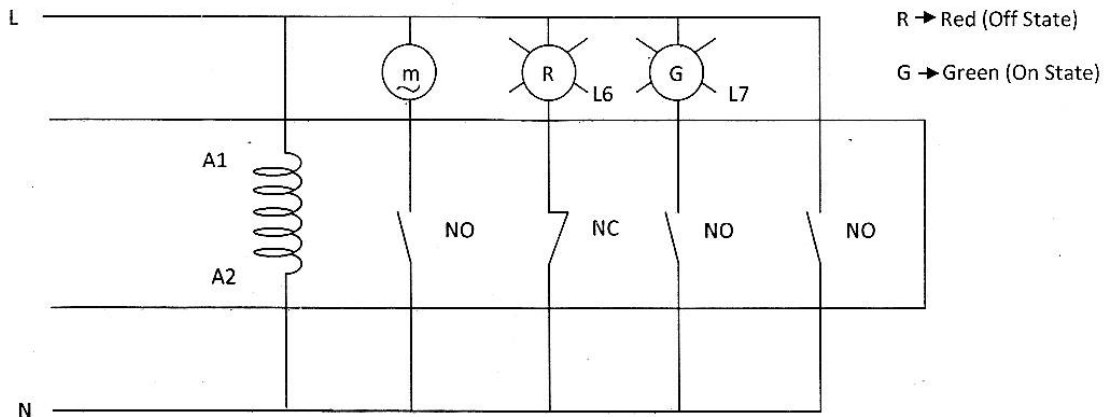 L
R → Red (Off State)
m
R
G
L6
L7
G → Green (On State)
A1
NO
NC
NO
NO
A2
N